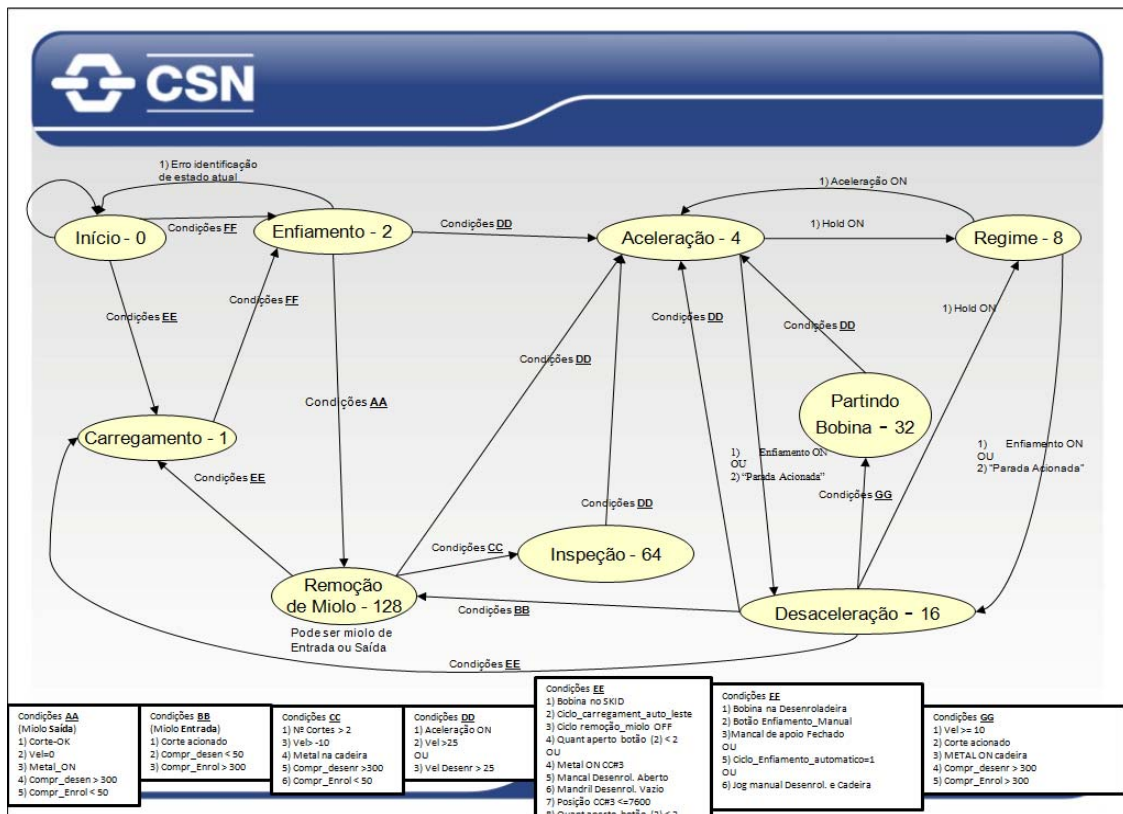 CSN
1) Erro identificação
de estado atual
1) Aceleração ON
Início - 0
Condições FF
Enfiamento - 2
Condições DD
Aceleração - 4
1) Hold ON
Regime - 8
Condições EE
Condições FF
Condições DD
Condições DD
1) Hold ON
Condições DD
Condições AA
Partindo
Bobina - 32
Carregamento - 1
1) Enfiamento ON
OU
2) "Parada Acionada"
1) Enfiamento ON
OU
2) "Parada Acionada"
Condições EE
Condições GG
Condições DD
Condições CC
Inspeção - 64
Remoção
de Miolo - 128
Condições BB
Desaceleração - 16
Pode ser miolo de
Entrada ou Saída
Condições EE
Condições AA
(Miolo Saída)
1) Corte-OK
2) Vel=0
3) Metal_ON
4) Compr_desen > 300
5) Compr_Enrol < 50
Condições BB
(Miolo Entrada)
1) Corte acionado
2) Compr_desen < 50
3) Compr_Enrol > 300
Condições CC
1) Nº Cortes > 2
3) Vel> -10
4) Metal na cadeira
5) Compr_desenr >300
6) Compr_Enrol < 50
Condições DD
1) Aceleração ON
2) Vel >25
OU
3) Vel Desenr > 25
Condições EE
1) Bobina no SKID
2) Ciclo_carregament_auto_leste
3) Ciclo remoção_miolo OFF
4) Quant aperto botão (2) < 2
OU
4) Metal ON CC#3
5) Mancal Desenrol. Aberto
6) Mandril Desenrol. Vazio
7) Posição CC#3 <=7600
8) Quant aperto_botão (2) < 2
Condições FF
1) Bobina na Desenroladeira
2) Botão Enfiamento_Manual
3)Mancal de apoio Fechado
OU
5) Ciclo_Enfiamento_automatico=1
OU
6) Jog manual Desenrol. e Cadeira
Condições GG
1) Vel >= 10
2) Corte acionado
3) METAL ON cadeira
4) Compr_desenr > 300
5) Compr_Enrol > 300